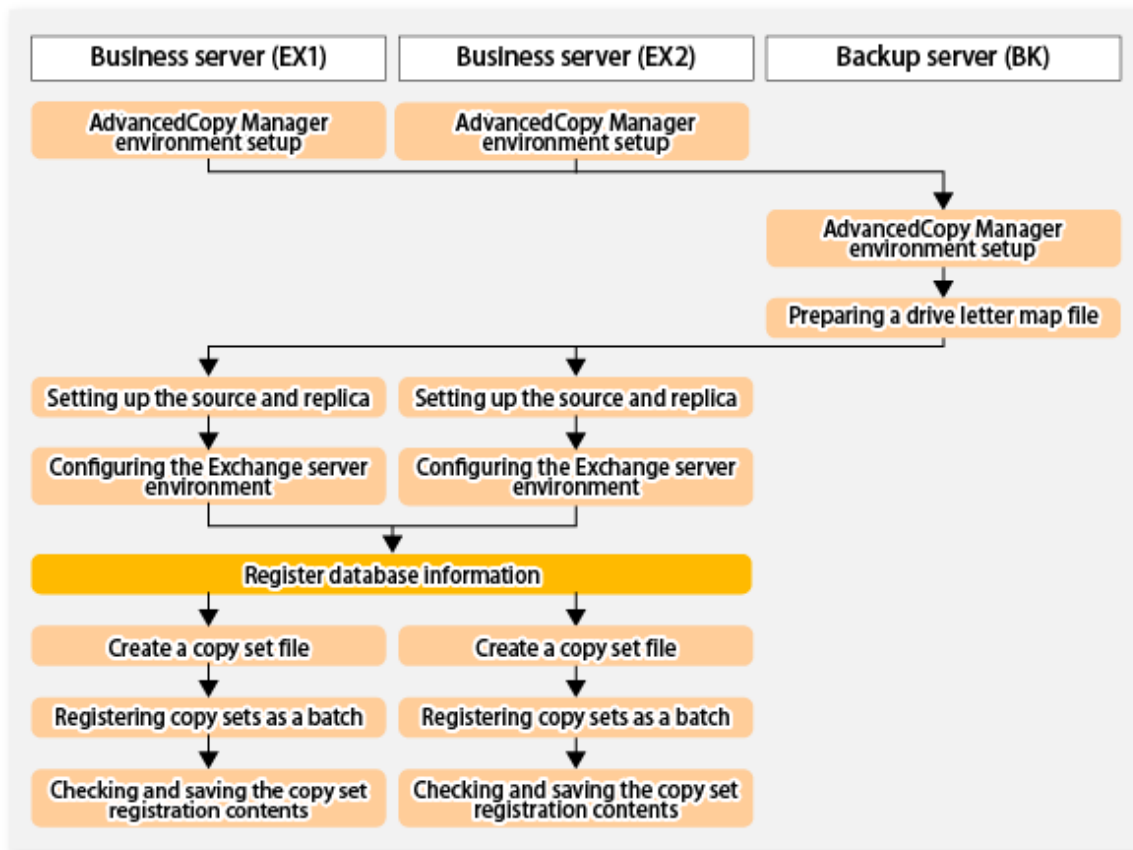 Business server (EX1)
Business server (EX2)
Backup server (BK)
AdvancedCopy Manager
environment setup
AdvancedCopy Manager
environment setup
AdvancedCopy Manager
environment setup
Preparing a drive letter map file
Setting up the source and replica
Setting up the source and replica
Configuring the Exchange server
environment
Configuring the Exchange server
environment
Register database information
Create a copy set file
Create a copy set file
Registering copy sets as a batch
Registering copy sets as a batch
Checking and saving the copy set
registration contents
Checking and saving the copy set
registration contents